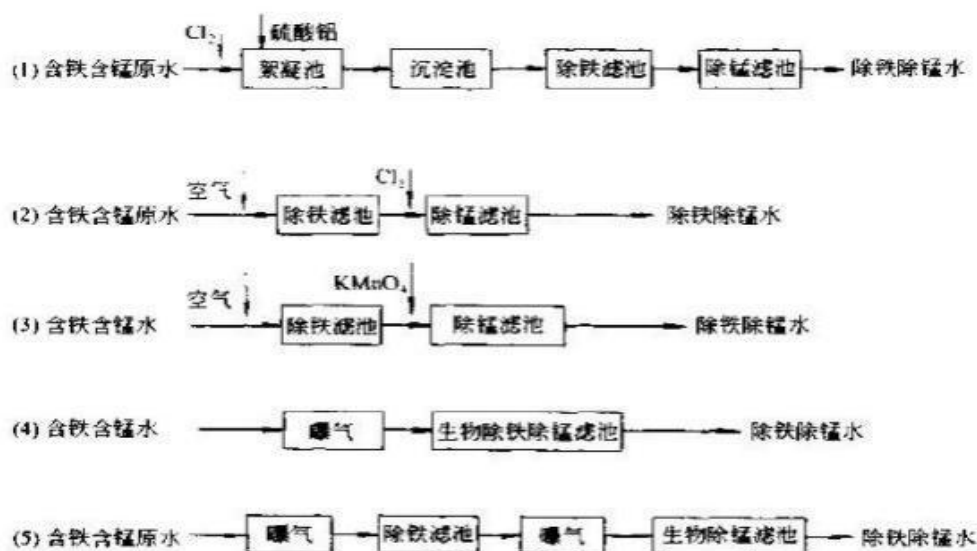 Cl₂ 硫酸铝
(1) 含铁含锰原水 絮凝池 沉淀池 除铁滤池 除锰滤池 除铁除锰水
空气 Cl₂
(2) 含铁含锰原水 除铁滤池 除锰滤池 除铁除锰水
空气 KMnO₄
(3) 含铁含锰水 除铁滤池 除锰滤池 除铁除锰水
(4) 含铁含锰水 曝气 生物除铁除锰滤池 除铁除锰水
(5) 含铁含锰原水 曝气 除铁滤池 曝气 生物除锰滤池 除铁除锰水